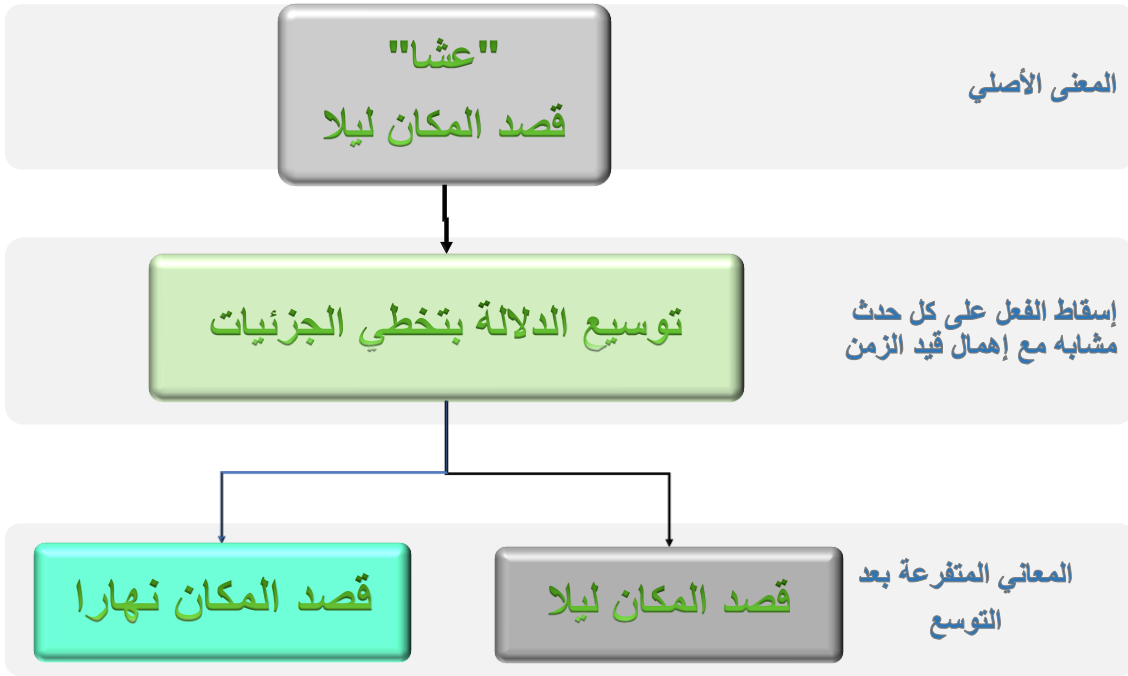 المعنى الأصلي
"عشا"
قصد المكان ليلا
إسقاط الفعل على كل حدث
مشابه مع إهمال قيد الزمن
توسيع الدلالة بتخطي الجزئيات
المعاني المتفرعة بعد
التوسع
قصد المكان ليلا
قصد المكان نهارا